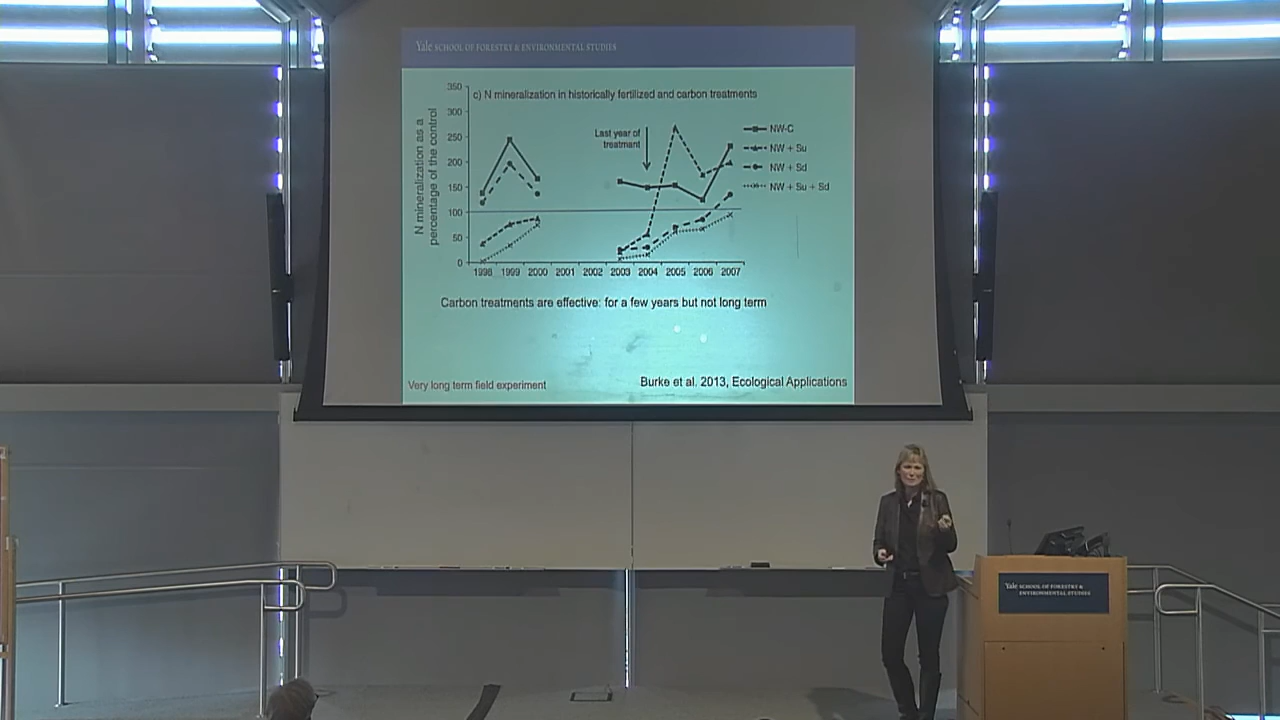 Yale SCHOOL OF FORESTRY & ENVIRONMENTAL STUDIES
c) N mineralization in historically fertilized and carbon treatments
N mineralization as a
percentage of the control
350
300
250
200
150
100
50
0
Last year of
treatmant
NW-C
NW + Su
NW + Sd
NW + Su + Sd
1998 1999 2000 2001 2002 2003 2004 2005 2006 2007
Carbon treatments are effective: for a few years but not long term
Very long term field experiment
Burke et al. 2013, Ecological Applications
Yale SCHOOL OF FORESTRY &
ENVIRONMENTAL STUDIES